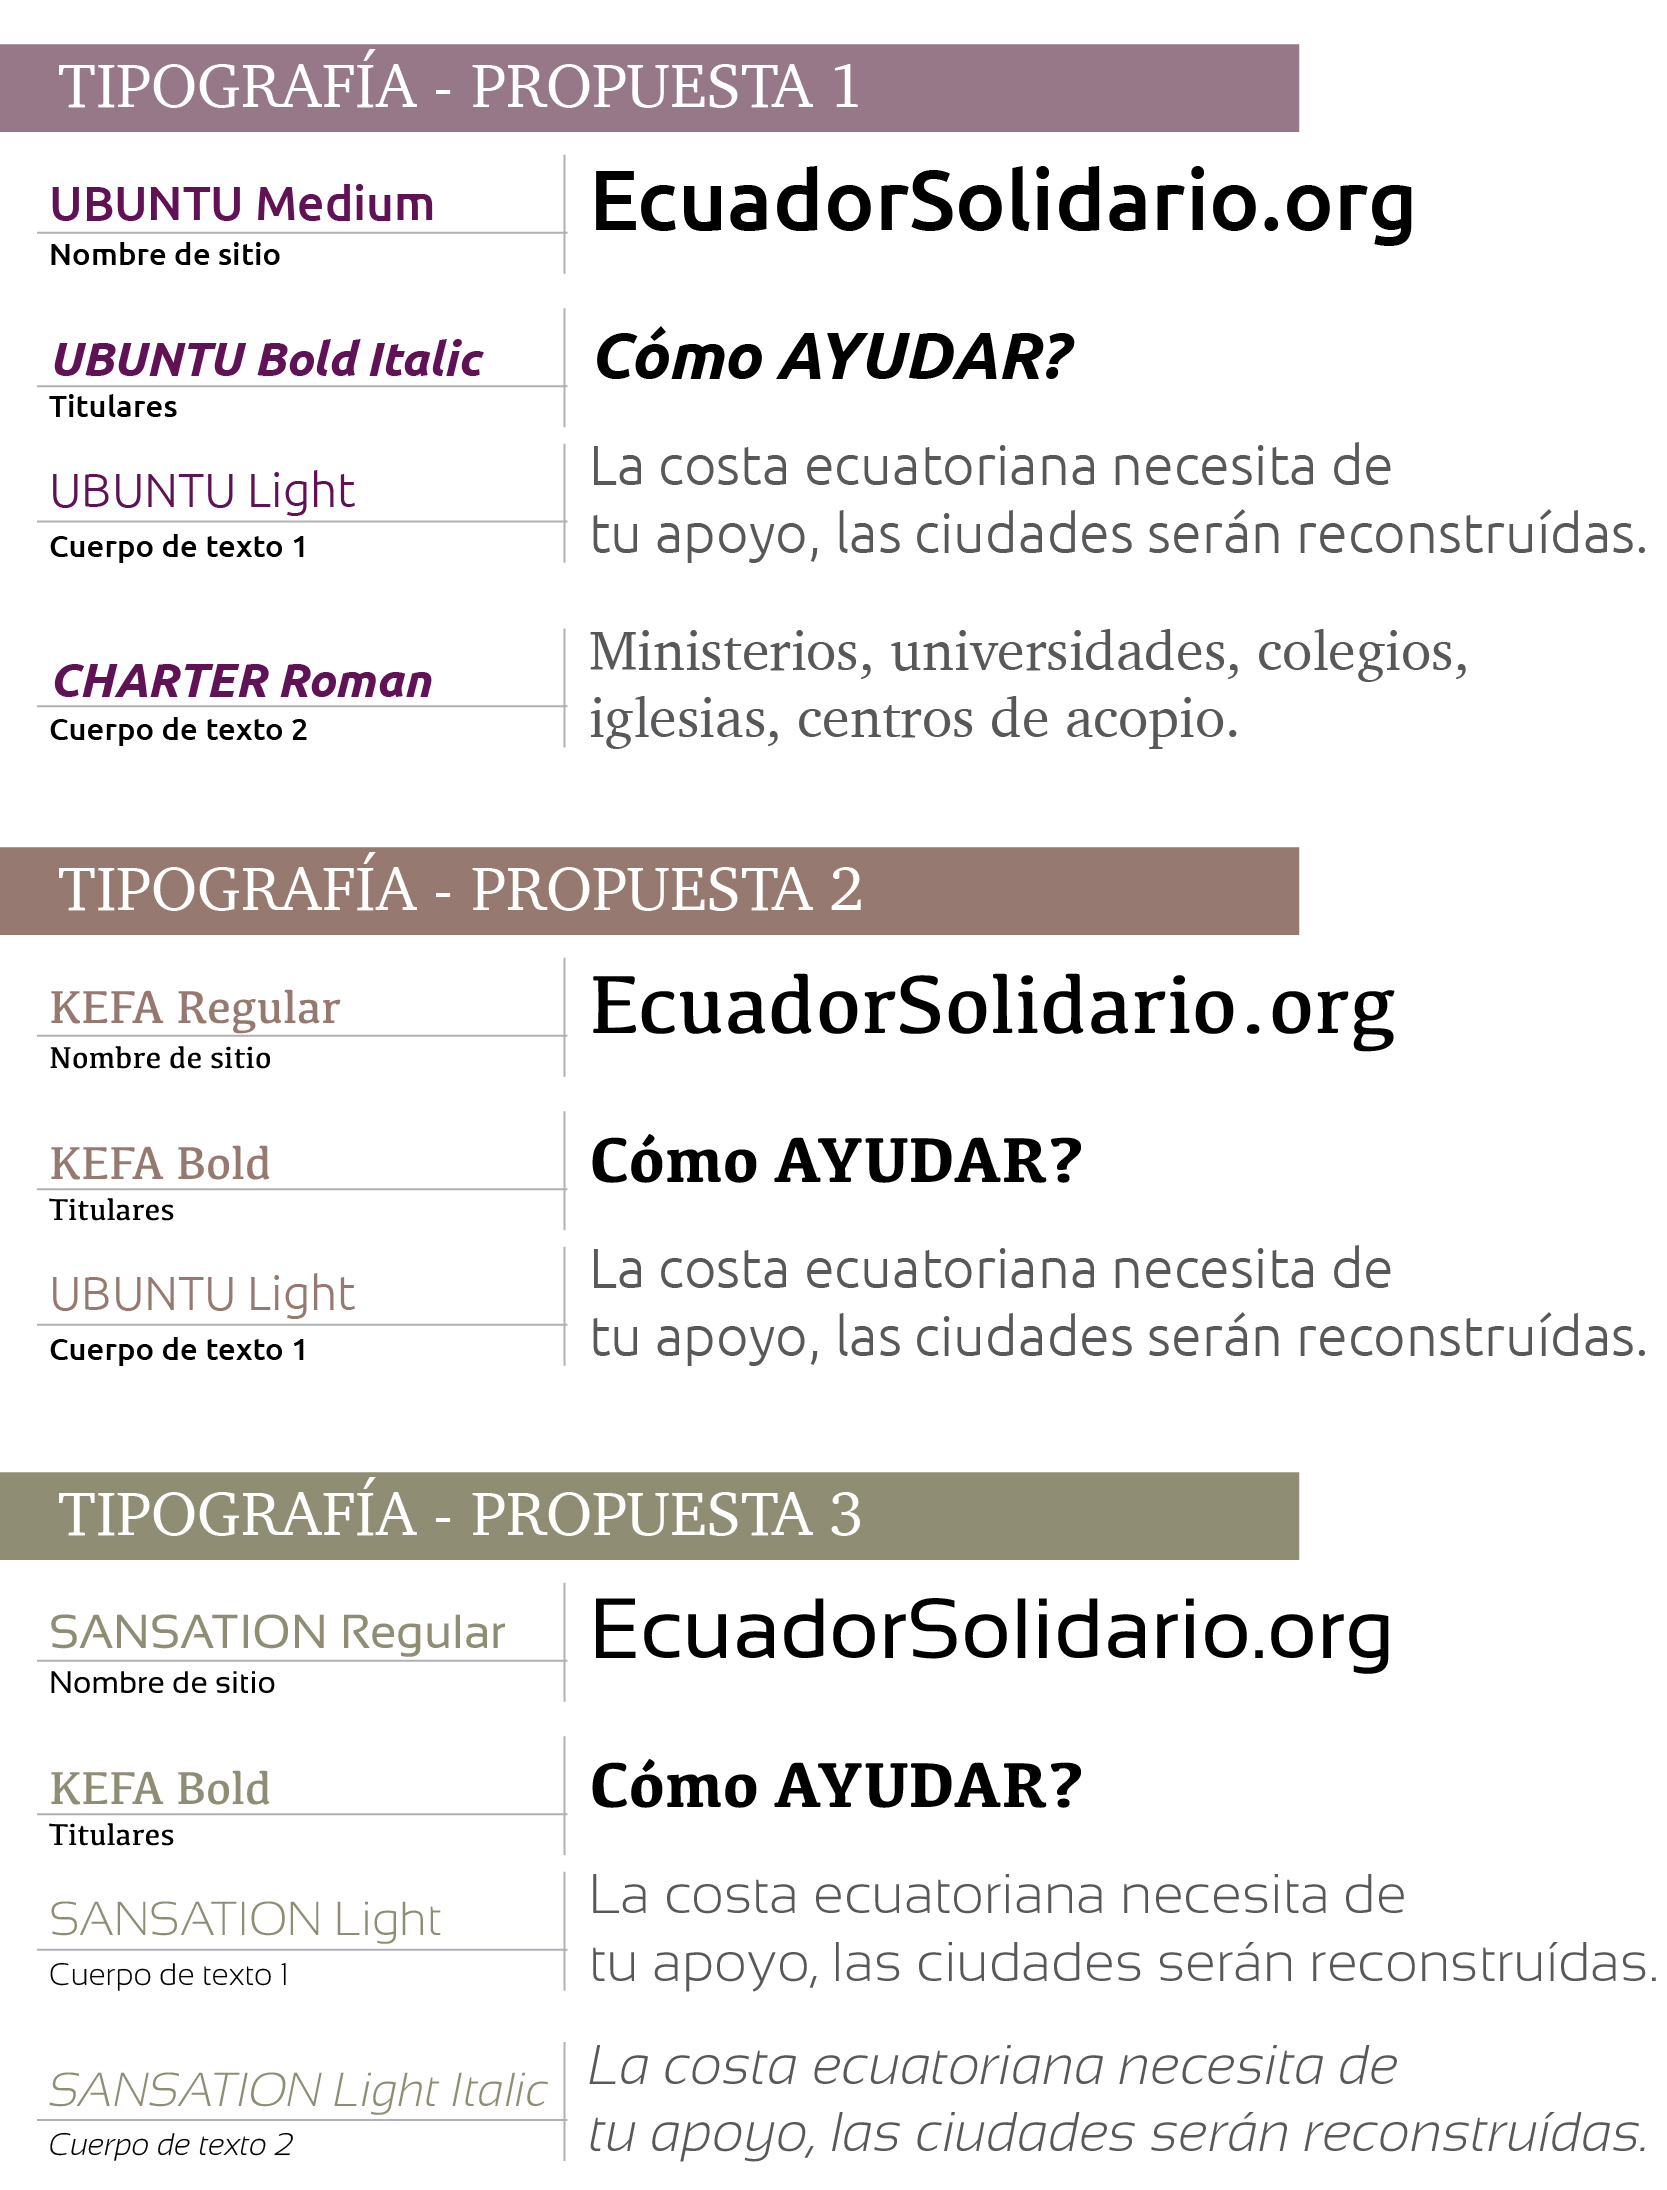 TIPOGRAFÍA - PROPUESTA 1
UBUNTU Medium
Nombre de sitio
EcuadorSolidario.org
UBUNTU Bold Italic
Titulares
Cómo AYUDAR?
UBUNTU Light
Cuerpo de texto 1
La costa ecuatoriana necesita de
tu apoyo, las ciudades serán reconstruídas.
CHARTER Roman
Cuerpo de texto 2
Ministerios, universidades, colegios,
iglesias, centros de acopio.
TIPOGRAFÍA - PROPUESTA 2
KEFA Regular
Nombre de sitio
EcuadorSolidario.org
KEFA Bold
Titulares
Cómo AYUDAR?
UBUNTU Light
Cuerpo de texto 1
La costa ecuatoriana necesita de
tu apoyo, las ciudades serán reconstruídas.
TIPOGRAFÍA - PROPUESTA 3
SANSATION Regular
Nombre de sitio
EcuadorSolidario.org
KEFA Bold
Titulares
Cómo AYUDAR?
SANSATION Light
Cuerpo de texto 1
La costa ecuatoriana necesita de
tu apoyo, las ciudades serán reconstruídas.
SANSATION Light Italic
Cuerpo de texto 2
La costa ecuatoriana necesita de
tu apoyo, las ciudades serán reconstruídas.